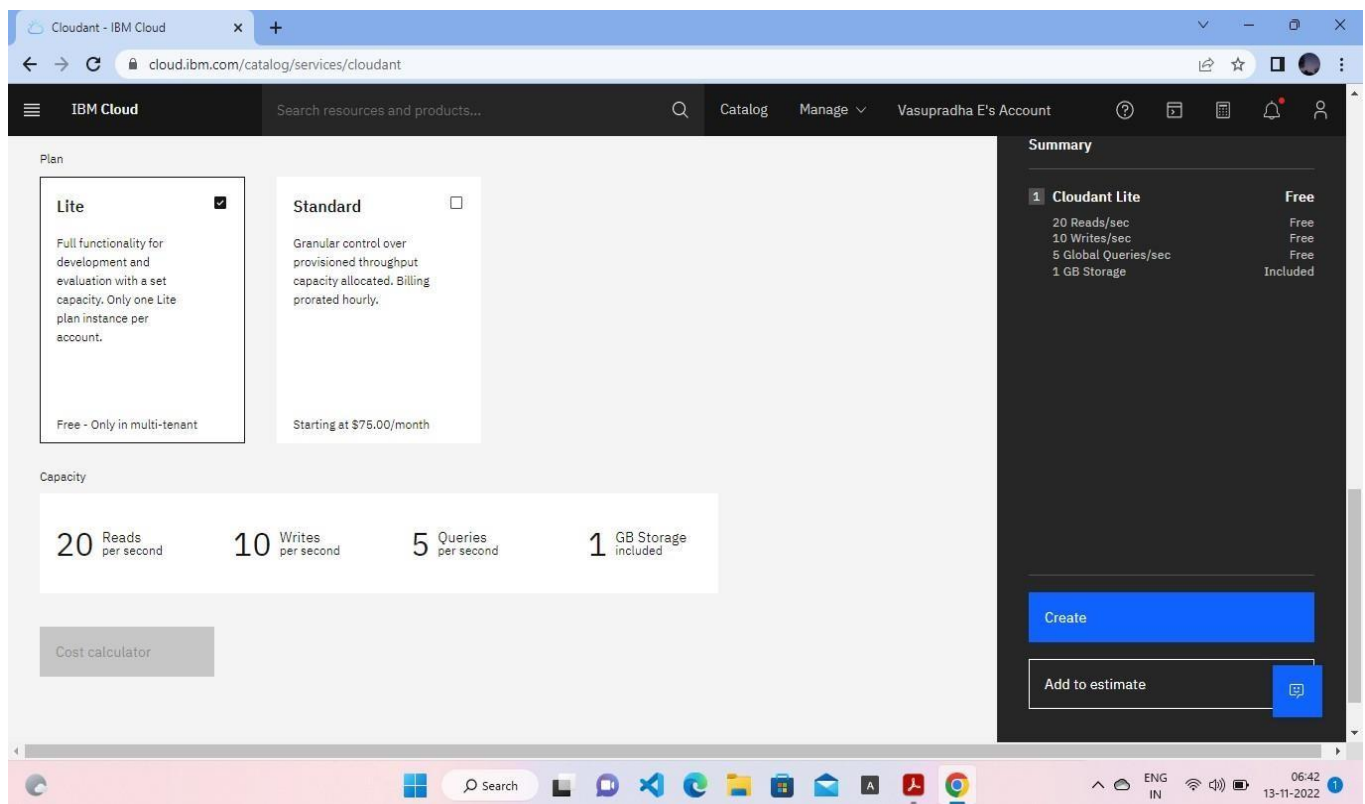 Cloudant - IBM Cloud
cloud.ibm.com/catalog/services/cloudant
IBM Cloud
Search resources and products...
Catalog
Manage
Vasupradha E's Account
Plan
Lite
Full functionality for
development and
evaluation with a set
capacity. Only one Lite
plan instance per
account.
Free - Only in multi-tenant
Standard
Granular control over
provisioned throughput
capacity allocated. Billing
prorated hourly.
Starting at $75.00/month
Capacity
20 Reads
per second
10 Writes
per second
5 Queries
per second
1 GB Storage
included
Cost calculator
Summary
1 Cloudant Lite Free
20 Reads/sec Free
10 Writes/sec Free
5 Global Queries/sec Free
1 GB Storage Included
Create
Add to estimate
Search
A
ENG
IN
06:42
13-11-2022
1